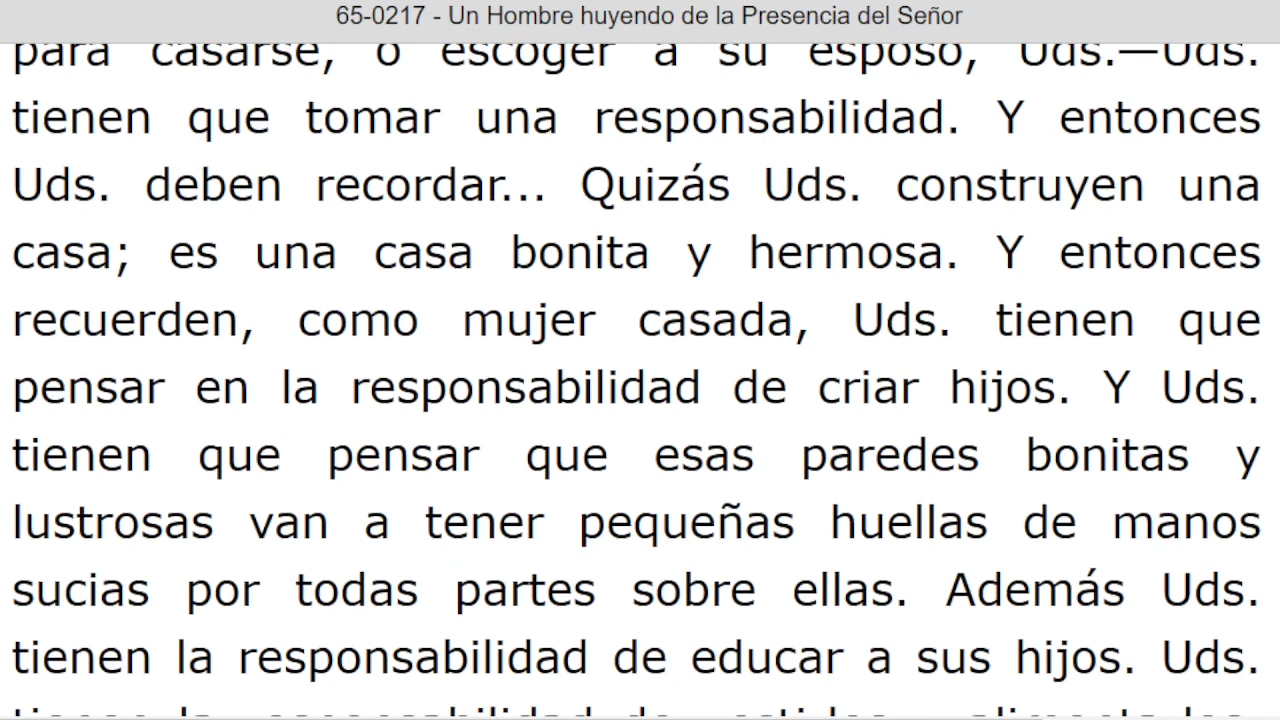 65-0217 - Un Hombre huyendo de la Presencia del Señor
para casarse, o escoger a su esposo, Uds.—Uds.
tienen que tomar una responsabilidad. Y entonces
Uds. deben recordar... Quizás Uds. construyen una
casa; es una casa bonita y hermosa. Y entonces
recuerden, como mujer casada, Uds. tienen que
pensar en la responsabilidad de criar hijos. Y Uds.
tienen que pensar que esas paredes bonitas y
lustrosas van a tener pequeñas huellas de manos
sucias por todas partes sobre ellas. Además Uds.
tienen la responsabilidad de educar a sus hijos. Uds.